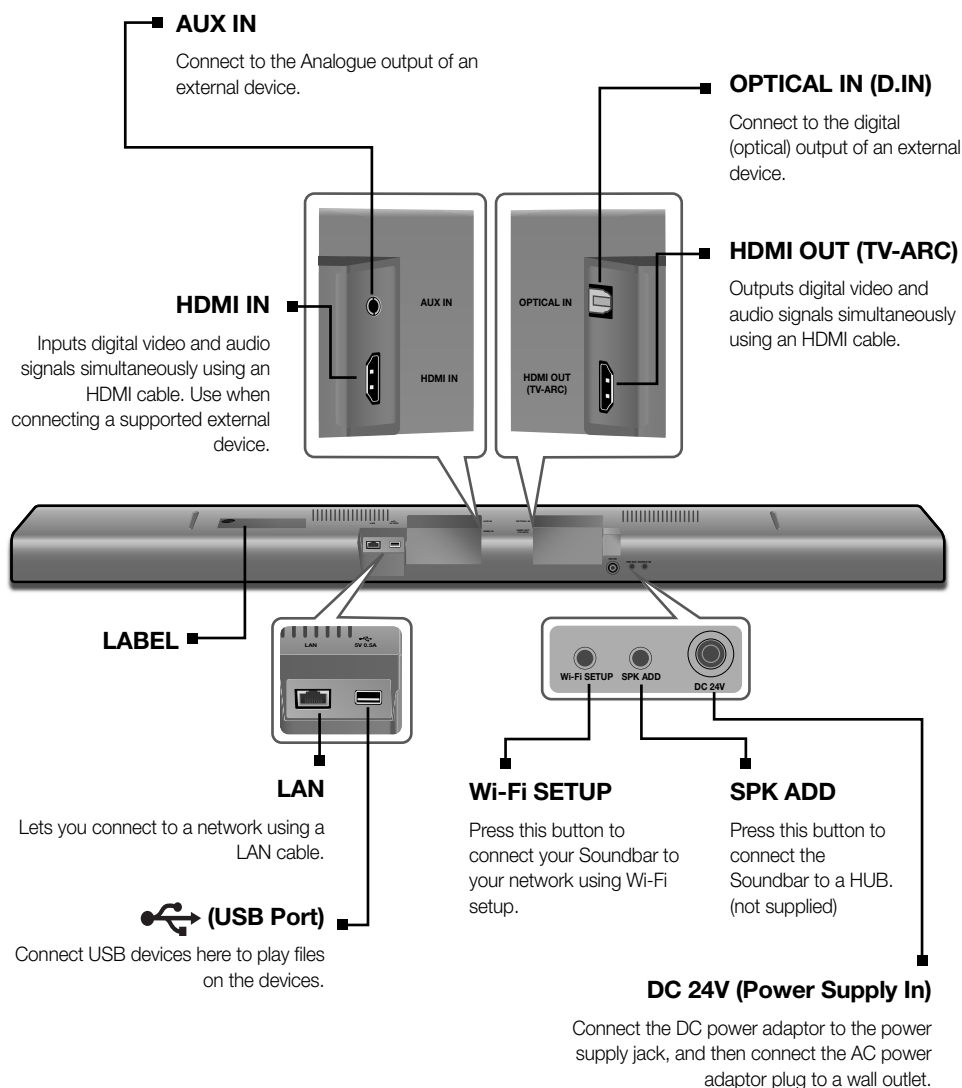 AUX IN
Connect to the Analogue output of an
external device.
OPTICAL IN (D.IN)
Connect to the digital
(optical) output of an external
device.
HDMI OUT (TV-ARC)
Outputs digital video and
audio signals simultaneously
using an HDMI cable.
HDMI IN
Inputs digital video and audio
signals simultaneously using an
HDMI cable. Use when
connecting a supported external
device.
AUX IN
HDMI IN
OPTICAL IN
HDMI OUT
(TV-ARC)
LABEL
LAN
5V 0.5A
Wi-Fi SETUP
SPK ADD
DC 24V
LAN
Lets you connect to a network using a
LAN cable.
(USB Port)
Connect USB devices here to play files
on the devices.
Wi-Fi SETUP
Press this button to
connect your Soundbar to
your network using Wi-Fi
setup.
SPK ADD
Press this button to
connect the
Soundbar to a HUB.
(not supplied)
DC 24V (Power Supply In)
Connect the DC power adaptor to the power
supply jack, and then connect the AC power
adaptor plug to a wall outlet.